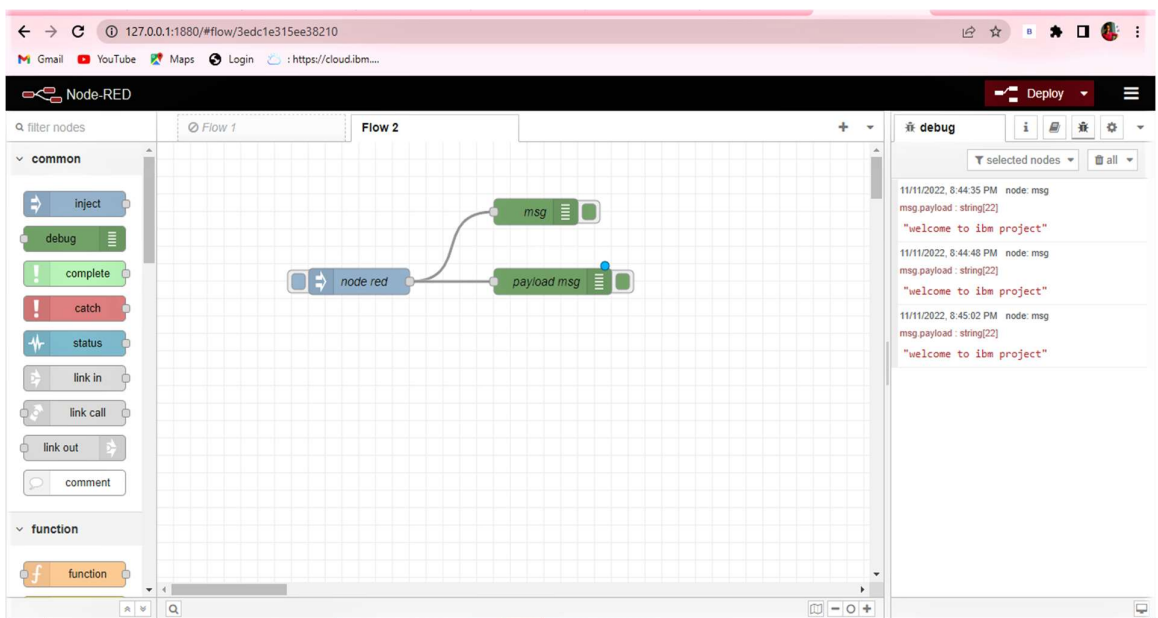 127.0.0.1:1880/#flow/3edc1e315ee38210
B
Gmail YouTube Maps Login : https://cloud.ibm....
Node-RED Deploy
filter nodes Flow 1 Flow 2 debug i
common
selected nodes all
inject
debug
complete
catch
status
link in
link call
link out
comment
function
function
msg
node red payload msg
11/11/2022, 8:44:35 PM node: msg
msg.payload : string[22]
"welcome to ibm project"
11/11/2022, 8:44:48 PM node: msg
msg.payload : string[22]
"welcome to ibm project"
11/11/2022, 8:45:02 PM node: msg
msg.payload : string[22]
"welcome to ibm project"